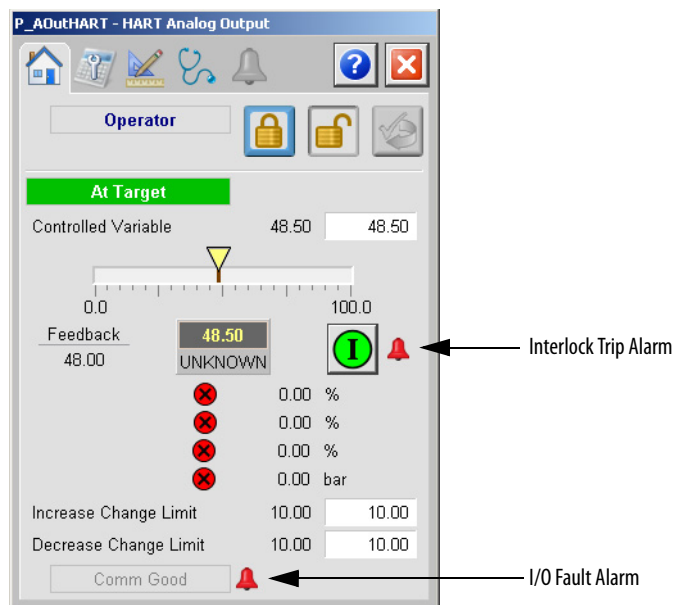 P_AOutHART - HART Analog Output
?
Operator
At Target
Controlled Variable 48.50 48.50
0.0 100.0
Feedback 48.50
48.00 UNKNOWN I Interlock Trip Alarm
0.00 %
0.00 %
0.00 %
0.00 bar
Increase Change Limit 10.00 10.00
Decrease Change Limit 10.00 10.00
Comm Good I/O Fault Alarm